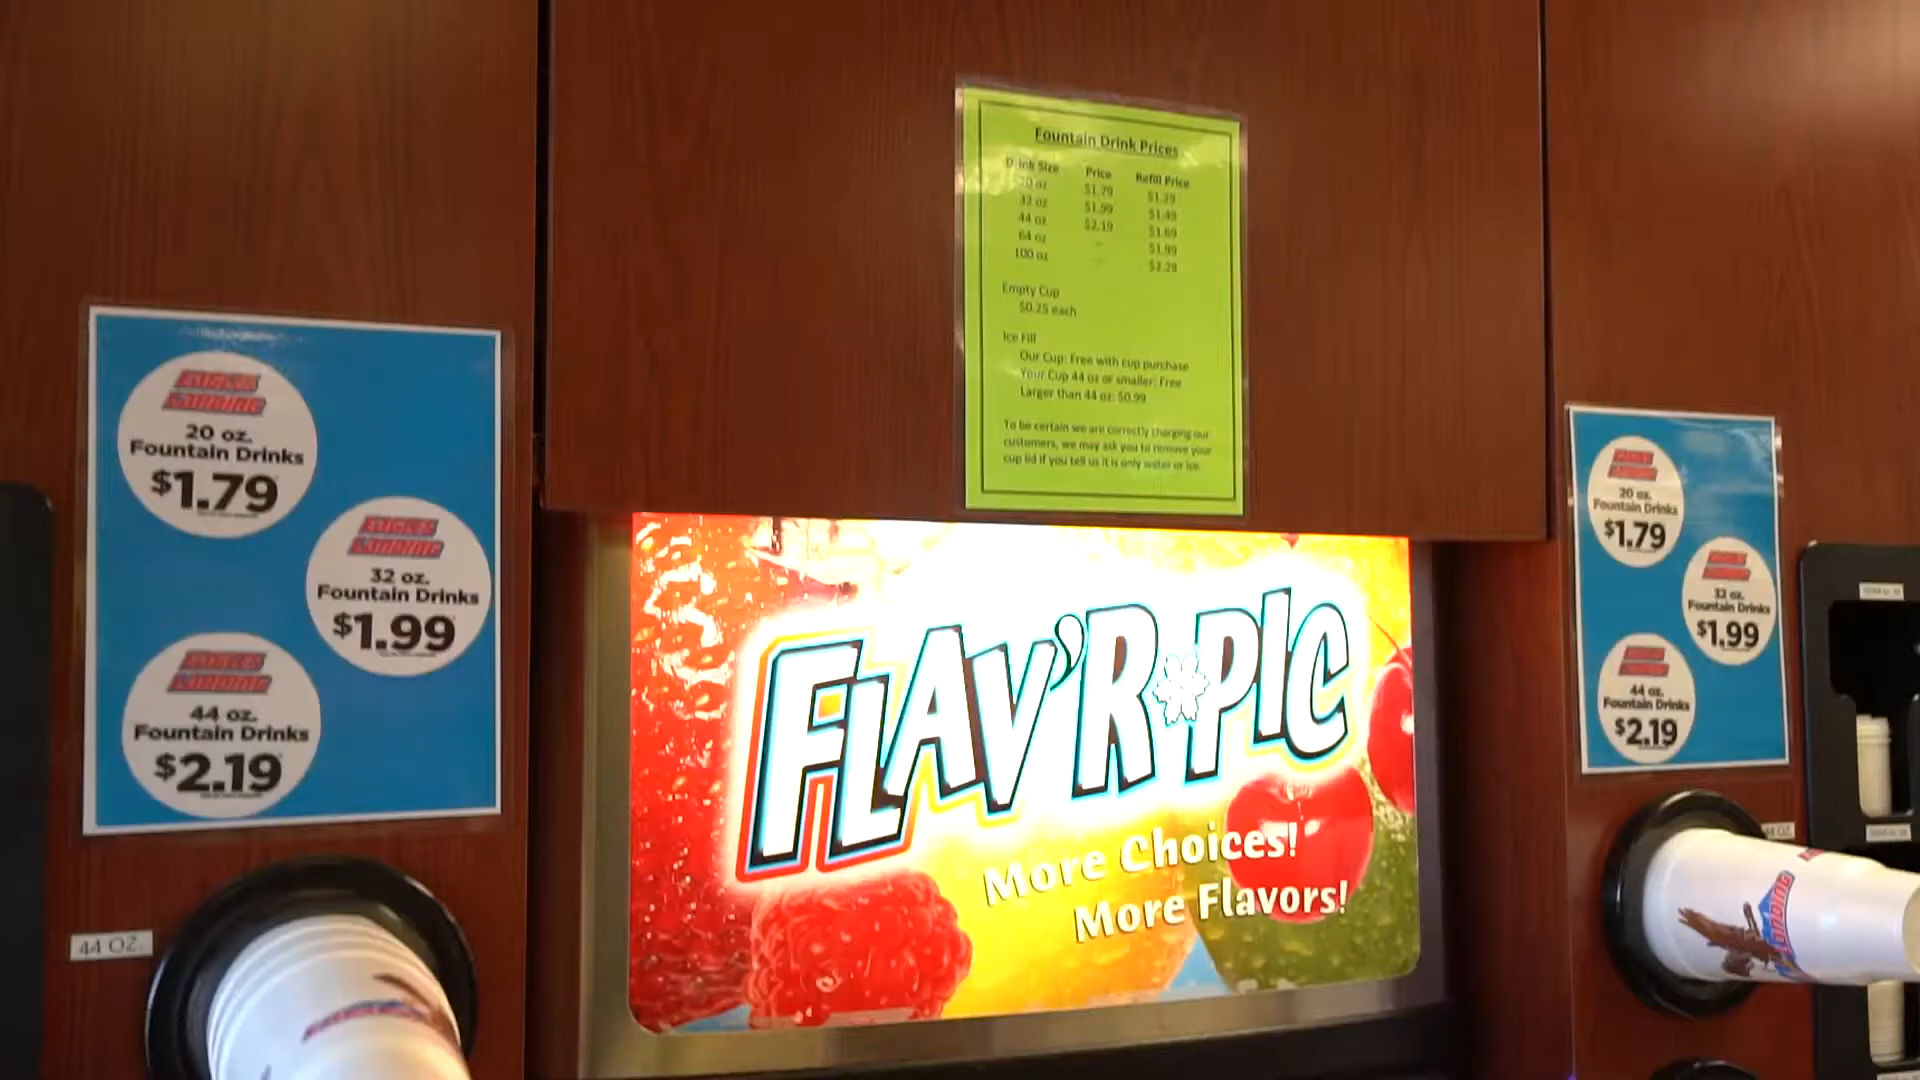 Fountain Drink Prices
Drink Size Price Refill Price
20 oz $1.79 $1.29
32 oz $1.99 $1.49
44 oz $2.19 $1.69
64 oz – $1.99
100 oz – $2.29
Empty Cup
$0.25 each
Ice Fill
Our Cup: Free with cup purchase
Your Cup 44 oz or smaller: Free
Larger than 44 oz: $0.99
To be certain we are correctly charging our
customers, we may ask you to remove your
cup lid if you tell us it is only water or ice.
20 oz.
Fountain Drinks
$1.79
32 oz.
Fountain Drinks
$1.99
44 oz.
Fountain Drinks
$2.19
44 OZ.
FLAV'R PIC
More Choices!
More Flavors!
20 oz.
Fountain Drinks
$1.79
32 oz.
Fountain Drinks
$1.99
44 oz.
Fountain Drinks
$2.19
44 OZ.